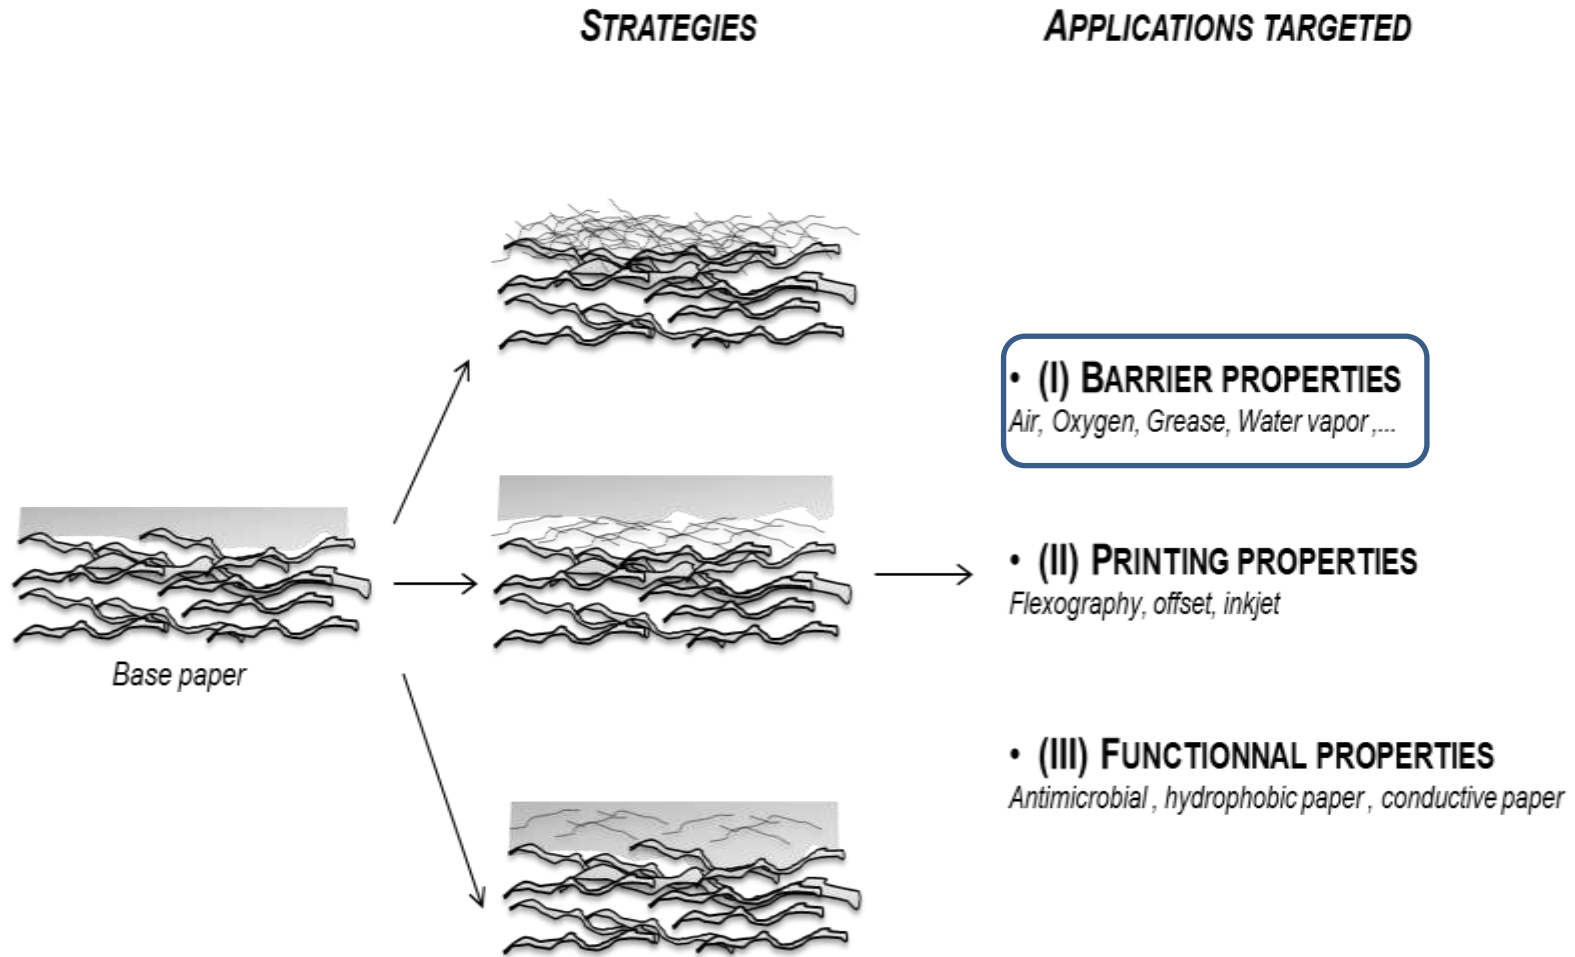 STRATEGIES
APPLICATIONS TARGETED
• (I) BARRIER PROPERTIES
Air, Oxygen, Grease, Water vapor ,...
• (II) PRINTING PROPERTIES
Flexography, offset, inkjet
Base paper
• (III) FUNCTIONNAL PROPERTIES
Antimicrobial , hydrophobic paper , conductive paper